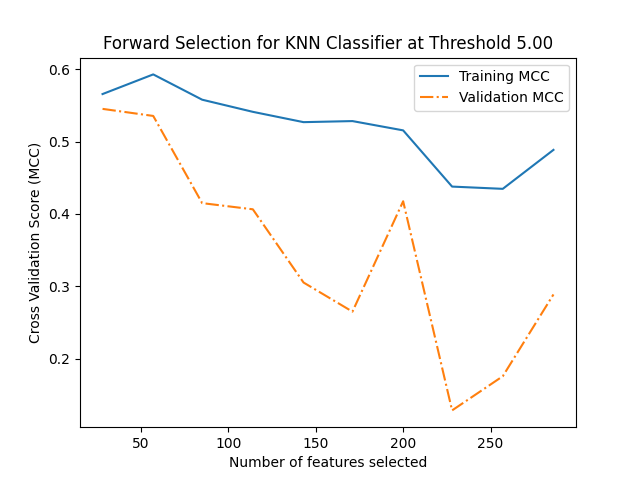 Forward Selection for KNN Classifier at Threshold 5.00
Training MCC
Validation MCC
Cross Validation Score (MCC)
0.6
0.5
0.4
0.3
0.2
50 100 150 200 250
Number of features selected